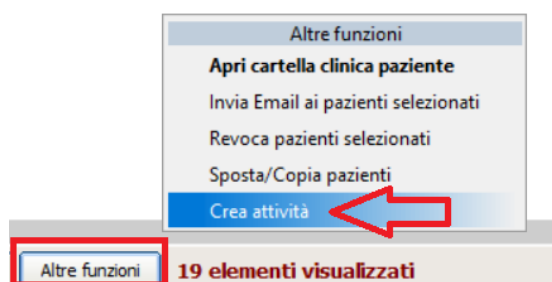 Altre funzioni
Apri cartella clinica paziente
Invia Email ai pazienti selezionati
Revoca pazienti selezionati
Sposta/Copia pazienti
Crea attività
Altre funzioni 19 elementi visualizzati